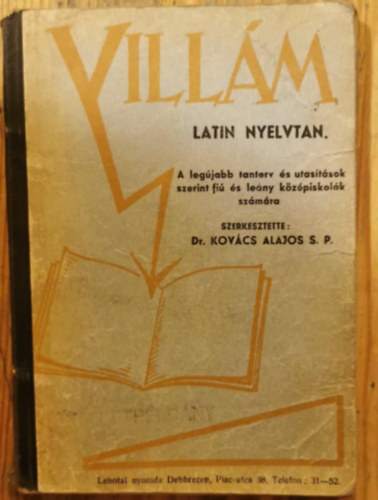 VILLÁM
LATIN NYELVTAN.
A legújabb tanterv és utasítások
szerint fiú és leány középiskolák
számára
SZERKESZTETTE:
Dr. KOVÁCS ALAJOS S. P.
Lehotai nyomda Debrecen, Piac-utca 38. Telefon: 31—52.